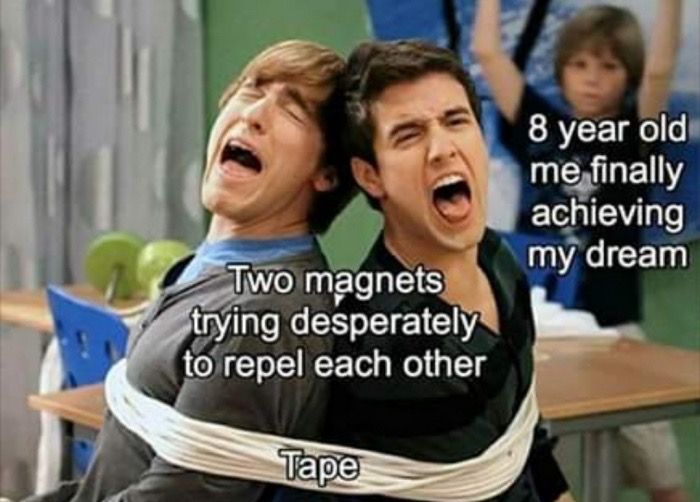 8 year old
me finally
achieving
my dream
Two magnets
trying desperately
to repel each other
Tape